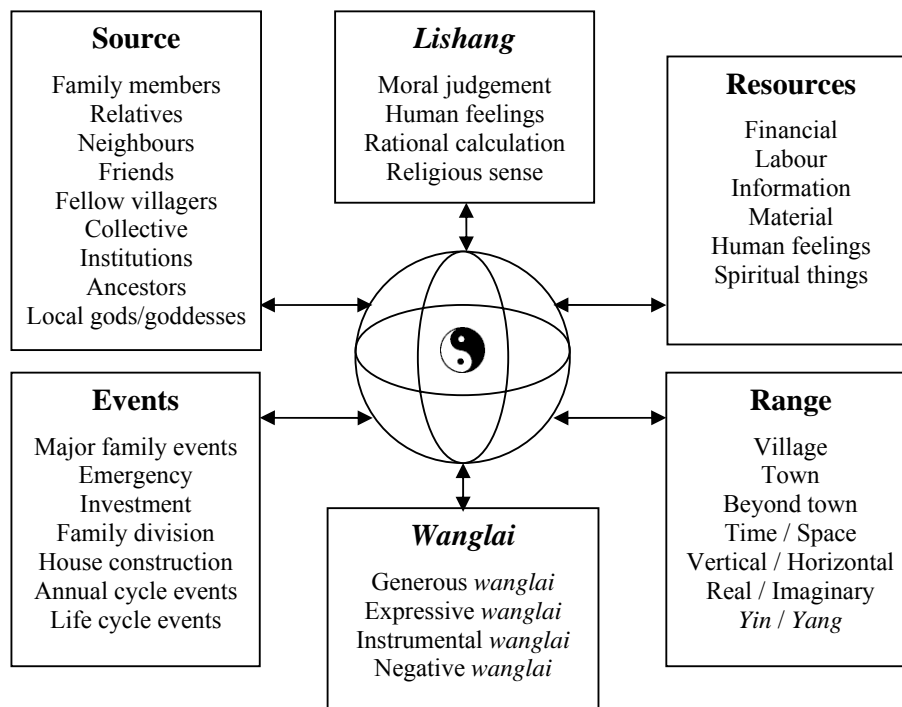 Source
Family members
Relatives
Neighbours
Friends
Fellow villagers
Collective
Institutions
Ancestors
Local gods/goddesses
Lishang
Moral judgement
Human feelings
Rational calculation
Religious sense
Resources
Financial
Labour
Information
Material
Human feelings
Spiritual things
Events
Major family events
Emergency
Investment
Family division
House construction
Annual cycle events
Life cycle events
Wanglai
Generous wanglai
Expressive wanglai
Instrumental wanglai
Negative wanglai
Range
Village
Town
Beyond town
Time / Space
Vertical / Horizontal
Real / Imaginary
Yin / Yang